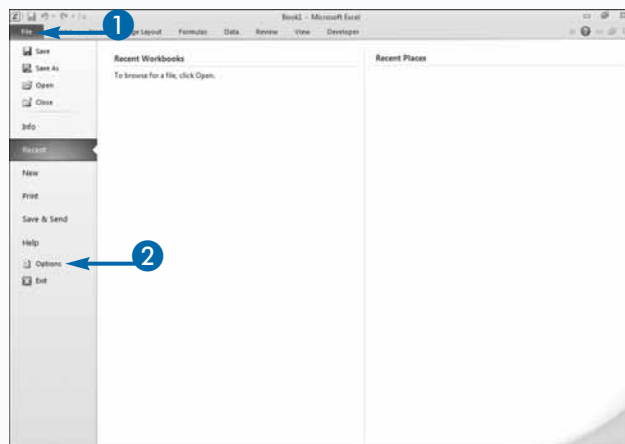 Book1 - Microsoft Excel
1
File
ge Layout Formulas Data Review View Developer
Save
Save As
Open
Close
Info
Recent
New
Print
Save & Send
Help
2
Options
Exit
Recent Workbooks
To browse for a file, click Open.
Recent Places